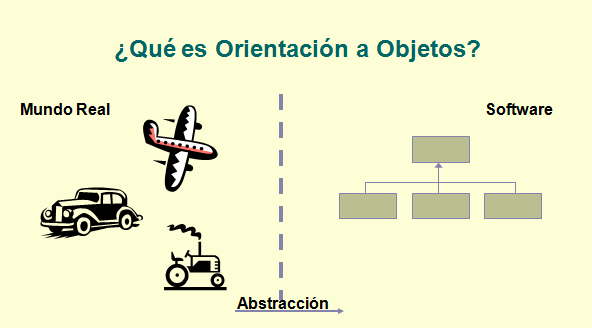 ¿Qué es Orientación a Objetos?
Mundo Real
Software
Abstracción